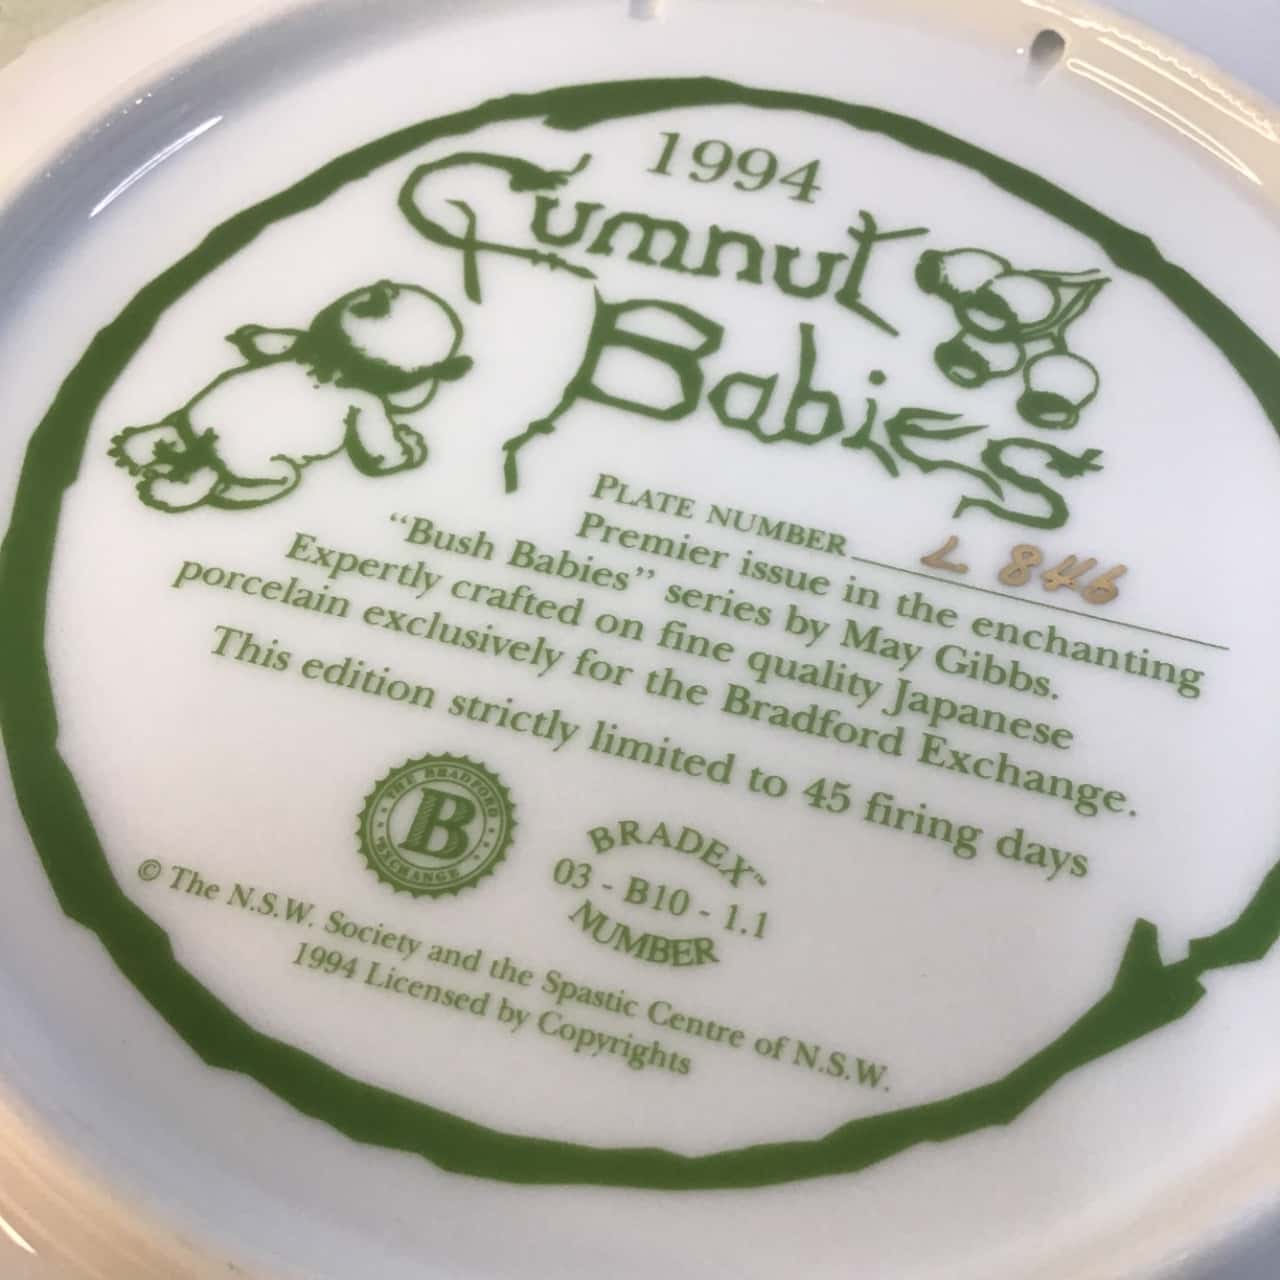 1994
Gumnut
Babies
PLATE NUMBER L 846
Premier issue in the enchanting
“Bush Babies” series by May Gibbs.
Expertly crafted on fine quality Japanese
porcelain exclusively for the Bradford Exchange.
This edition strictly limited to 45 firing days
THE BRADFORD
B
EXCHANGE
BRADEX™
03 - B10 - 1.1
NUMBER
© The N.S.W. Society and the Spastic Centre of N.S.W.
1994 Licensed by Copyrights